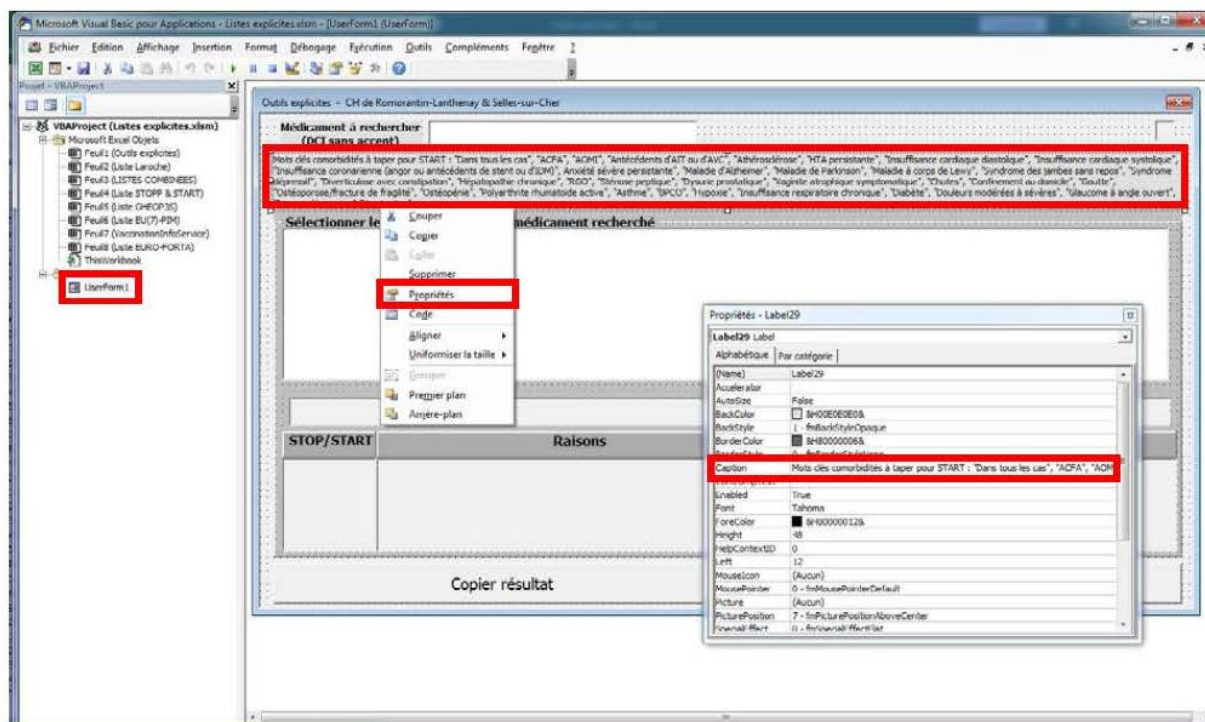 Microsoft Visual Basic pour Applications - Listes explicites.xlsm - [UserForm1 (UserForm)]
Fichier Edition Affichage Insertion Format Débogage Exécution Outils Compléments Fenêtre ?
Projet - VBAProject
VBAProject (Listes explicites.xlsm)
Microsoft Excel Objets
Feuil1 (Outils explicites)
Feuil2 (Liste Laroche)
Feuil3 (LISTES COMBINEES)
Feuil4 (Liste STOPP & START)
Feuil5 (Liste GHEOP3S)
Feuil6 (Liste EU(7)-PIM)
Feuil7 (VaccinationInfoService)
Feuil8 (Liste EURO-FORTA)
ThisWorkbook
UserForm1
Outils explicites - CH de Romorantin-Lanthenay & Selles-sur-Cher
Médicament à rechercher
(DCI sans accent)
Mots clés comorbidités à taper pour START : "Dans tous les cas", "ACFA", "AOMI", "Antécédents d'AIT ou d'AVC", "Athérosclérose", "HTA persistante", "Insuffisance cardiaque diastolique", "Insuffisance cardiaque systolique",
"Insuffisance coronarienne (angor ou antécédents de stent ou d'IDM), Anxiété sévère persistante", "Maladie d'Alzheimer", "Maladie de Parkinson", "Maladie à corps de Lewy", "Syndrome des jambes sans repos", "Syndrome
dépressif", "Diverticulose avec constipation", "Hépatopathie chronique", "RGO", "Sténose peptique", "Dysurie prostatique", "Vaginite atrophique symptomatique", "Chutes", "Confinement au domicile", "Goutte",
"Ostéoporose/fracture de fragilité", "Ostéopénie", "Polyarthrite rhumatoide active", "Asthme", "BPCO", "Hypoxie", "Insuffisance respiratoire chronique", "Diabète", "Douleurs modérées à sévères", "Glaucome à angle ouvert",
Sélectionner le médicament recherché
Couper
Copier
Coller
Supprimer
Propriétés
Code
Aligner
Uniformiser la taille
Grouper
Premier plan
Arrière-plan
STOP/START Raisons
Copier résultat
Propriétés - Label29
Label29 Label
Alphabétique Par catégorie
(Name) Label29
Accelerator
AutoSize False
BackColor &H00E0E0E0&
BackStyle 1 - fmBackStyleOpaque
BorderColor &H80000006&
BorderStyle 0 - fmBorderStyleNone
Caption Mots clés comorbidités à taper pour START : "Dans tous les cas", "ACFA", "AOM
Enabled True
Font Tahoma
ForeColor &H80000012&
Height 48
HelpContextID 0
Left 12
MouseIcon (Aucun)
MousePointer 0 - fmMousePointerDefault
Picture (Aucun)
PicturePosition 7 - fmPicturePositionAboveCenter
SpecialEffect 0 - fmSpecialEffectFlat